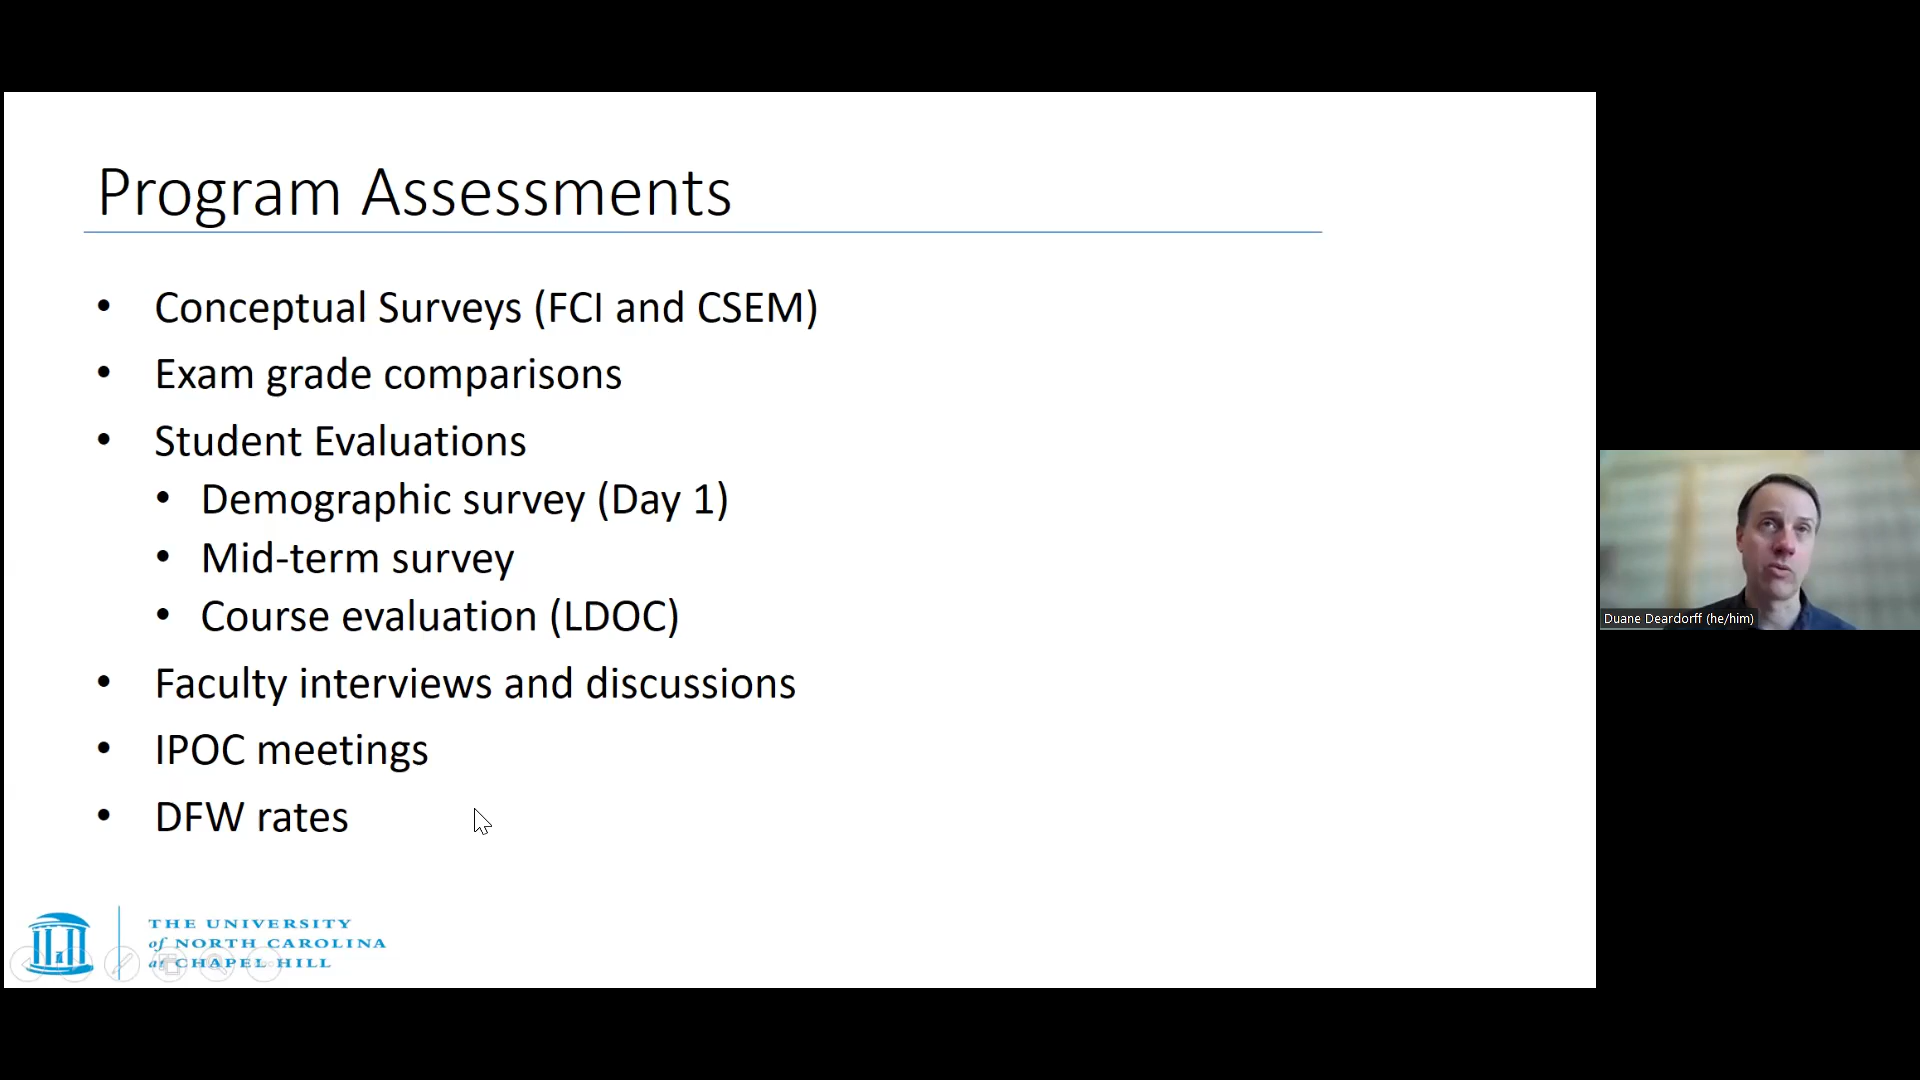 Program Assessments
• Conceptual Surveys (FCI and CSEM)
• Exam grade comparisons
• Student Evaluations
• Demographic survey (Day 1)
• Mid-term survey
• Course evaluation (LDOC)
• Faculty interviews and discussions
• IPOC meetings
• DFW rates
THE UNIVERSITY
of NORTH CAROLINA
at CHAPEL HILL
Duane Deardorff (he/him)